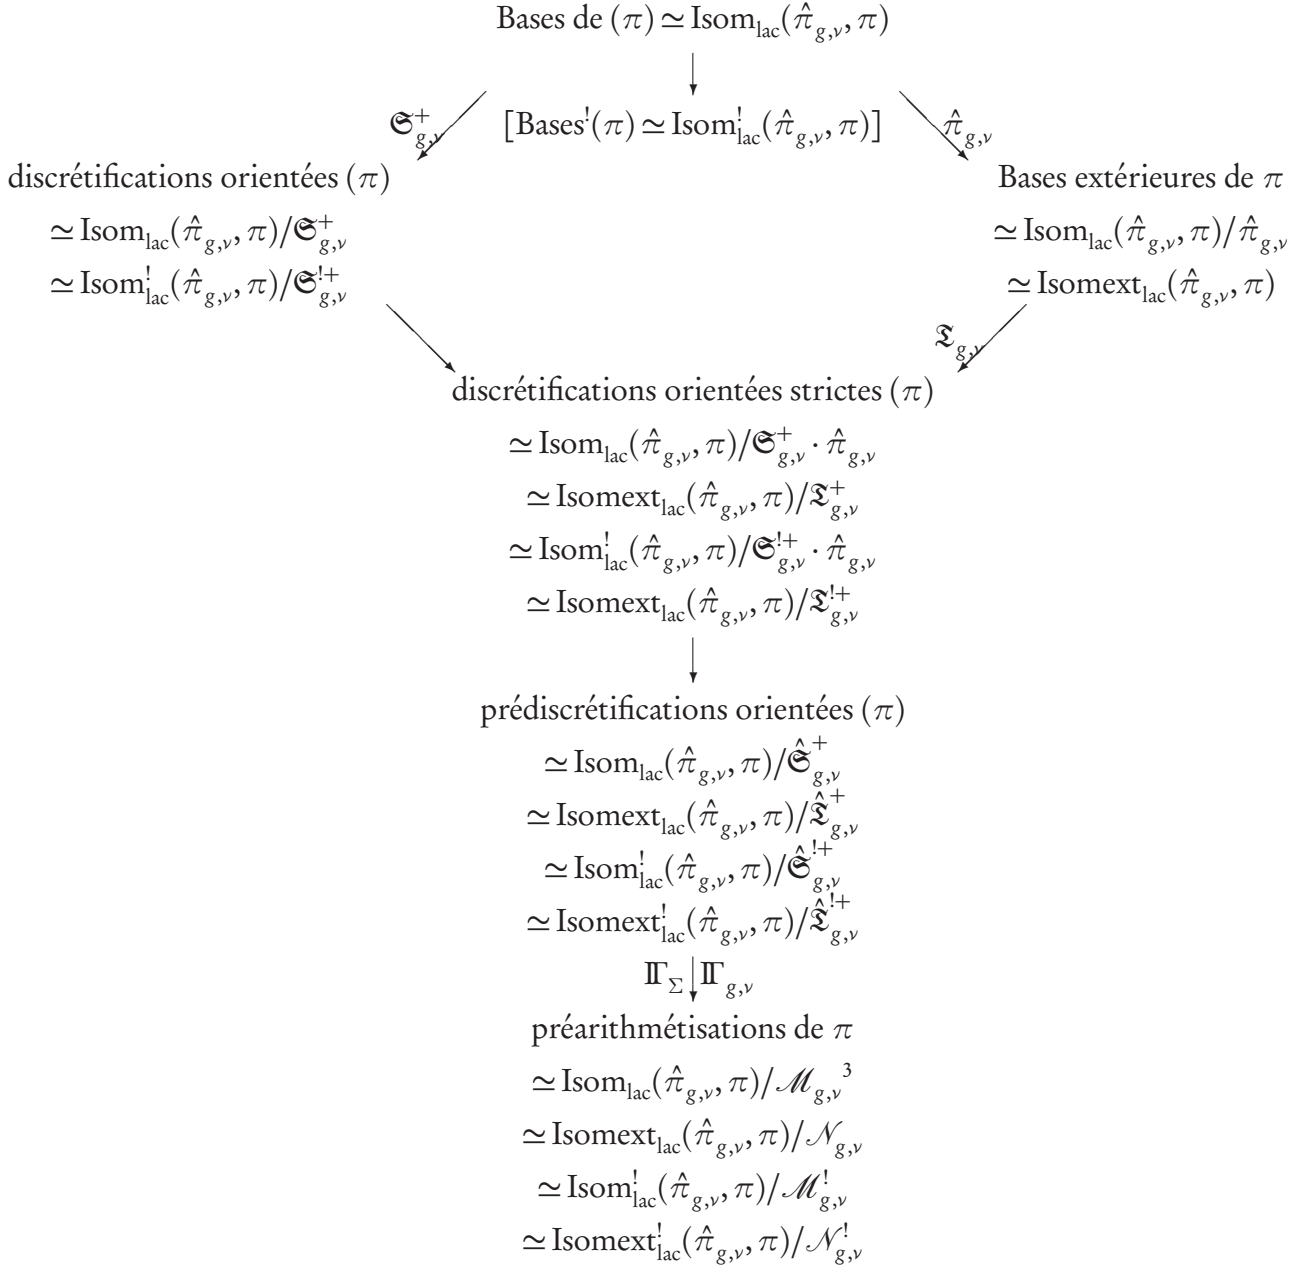 Bases de (π) ≃ Isom_lac(π̂_{g,ν}, π)
𝔖^+_{g,ν}
[Bases^!(π) ≃ Isom^!_lac(π̂_{g,ν}, π)]
π̂_{g,ν}
discrétifications orientées (π)
≃ Isom_lac(π̂_{g,ν}, π)/𝔖^+_{g,ν}
≃ Isom^!_lac(π̂_{g,ν}, π)/𝔖^{!+}_{g,ν}
Bases extérieures de π
≃ Isom_lac(π̂_{g,ν}, π)/π̂_{g,ν}
≃ Isomext_lac(π̂_{g,ν}, π)
𝔗_{g,ν}
discrétifications orientées strictes (π)
≃ Isom_lac(π̂_{g,ν}, π)/𝔖^+_{g,ν} · π̂_{g,ν}
≃ Isomext_lac(π̂_{g,ν}, π)/𝔗^+_{g,ν}
≃ Isom^!_lac(π̂_{g,ν}, π)/𝔖^{!+}_{g,ν} · π̂_{g,ν}
≃ Isomext_lac(π̂_{g,ν}, π)/𝔗^{!+}_{g,ν}
prédiscrétifications orientées (π)
≃ Isom_lac(π̂_{g,ν}, π)/𝔖̂^+_{g,ν}
≃ Isomext_lac(π̂_{g,ν}, π)/𝔗̂^+_{g,ν}
≃ Isom^!_lac(π̂_{g,ν}, π)/𝔖̂^{!+}_{g,ν}
≃ Isomext^!_lac(π̂_{g,ν}, π)/𝔗̂^{!+}_{g,ν}
𝕀Γ_Σ 𝕀Γ_{g,ν}
préarithmétisations de π
≃ Isom_lac(π̂_{g,ν}, π)/ℳ_{g,ν}^3
≃ Isomext_lac(π̂_{g,ν}, π)/𝒩_{g,ν}
≃ Isom^!_lac(π̂_{g,ν}, π)/ℳ^!_{g,ν}
≃ Isomext^!_lac(π̂_{g,ν}, π)/𝒩^!_{g,ν}